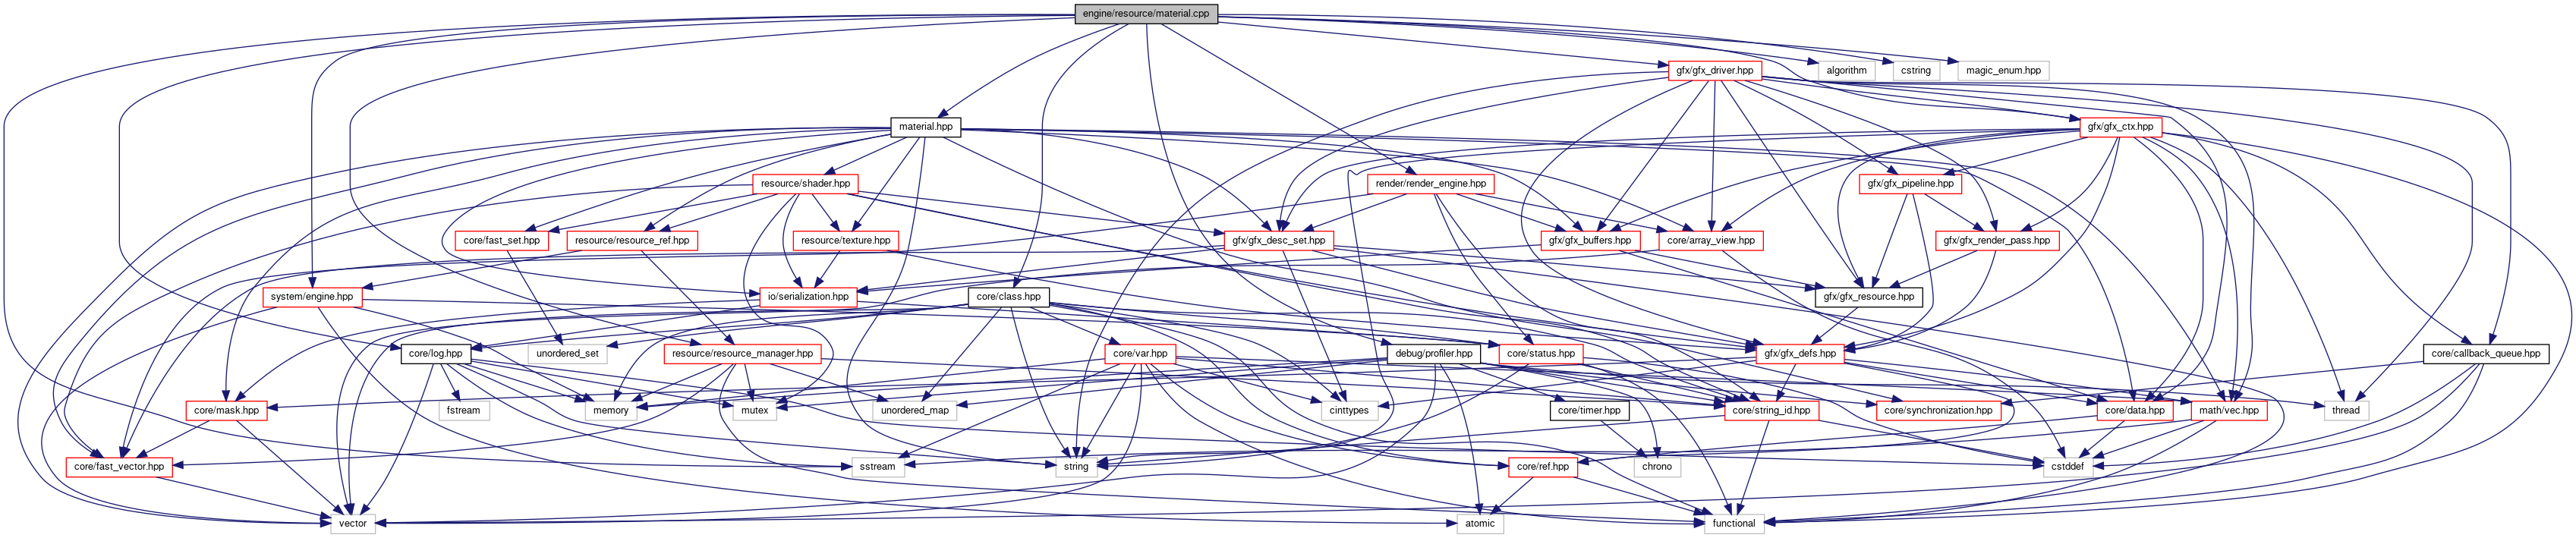 engine/resource/material.cpp
gfx/gfx_driver.hpp
algorithm
cstring
magic_enum.hpp
material.hpp
gfx/gfx_ctx.hpp
resource/shader.hpp
render/render_engine.hpp
gfx/gfx_pipeline.hpp
core/fast_set.hpp
resource/resource_ref.hpp
resource/texture.hpp
gfx/gfx_desc_set.hpp
gfx/gfx_buffers.hpp
core/array_view.hpp
gfx/gfx_render_pass.hpp
system/engine.hpp
io/serialization.hpp
core/class.hpp
gfx/gfx_resource.hpp
core/log.hpp
unordered_set
resource/resource_manager.hpp
core/var.hpp
debug/profiler.hpp
core/status.hpp
gfx/gfx_defs.hpp
core/callback_queue.hpp
core/mask.hpp
fstream
memory
mutex
unordered_map
cinttypes
core/timer.hpp
core/string_id.hpp
core/synchronization.hpp
core/data.hpp
math/vec.hpp
thread
core/fast_vector.hpp
sstream
string
core/ref.hpp
chrono
cstddef
vector
atomic
functional